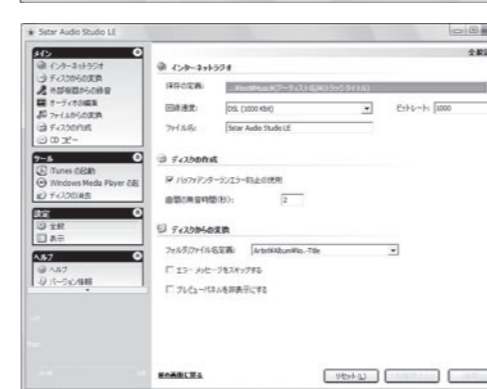 5star Audio Studio LE
全般設
メイン
インターネットラジオ
ディスクからの変換
外部機器からの録音
オーディオの編集
ファイルからの変換
ディスクの作成
CD コピー
ツール
iTunes の起動
Windows Media Player の起
ディスクの消去
設定
全般
表示
ヘルプ
ヘルプ
バージョン情報
インターネットラジオ
保存の定義:
回線速度: DSL (1000 Kbit) ビットレート: 1000
ファイル名: 5star Audio Studio LE
ディスクの作成
バッファアンダーランエラー防止の使用
曲間の無音時間(秒): 2
ディスクからの変換
フォルダ/ファイル名定義:
エラー メッセージをスキップする
プレビューパネルを非表示にする
前の画面に戻る
リセット(L)